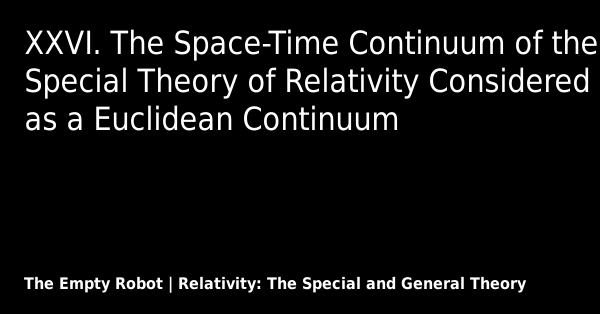 XXVI. The Space-Time Continuum of the
Special Theory of Relativity Considered
as a Euclidean Continuum
The Empty Robot | Relativity: The Special and General Theory